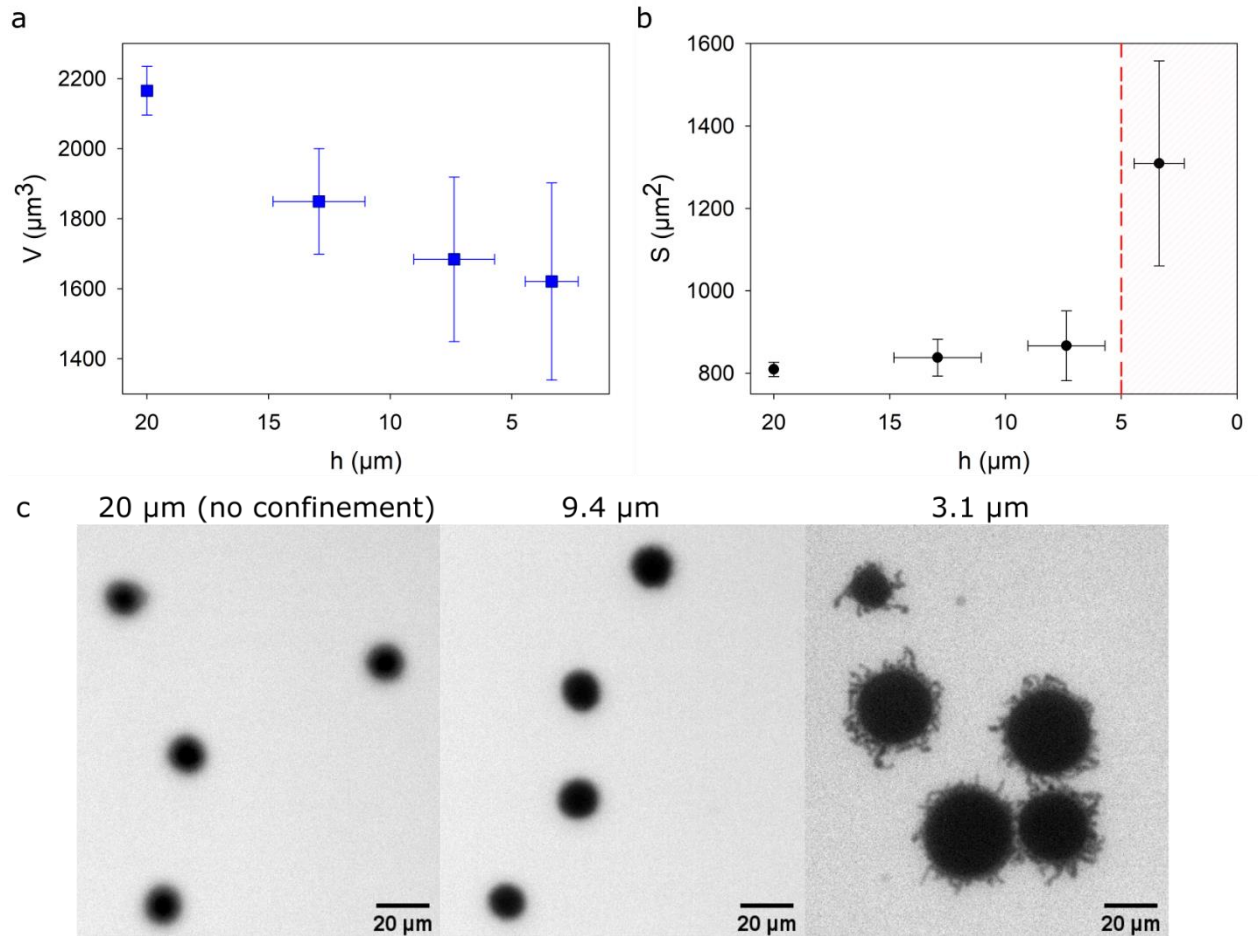 a
V (µm³)
2200
2000
1800
1600
1400
20 15 10 5
h (µm)
b
S (µm²)
1600
1400
1200
1000
800
20 15 10 5 0
h (µm)
c 20 µm (no confinement) 9.4 µm 3.1 µm
20 µm 20 µm 20 µm